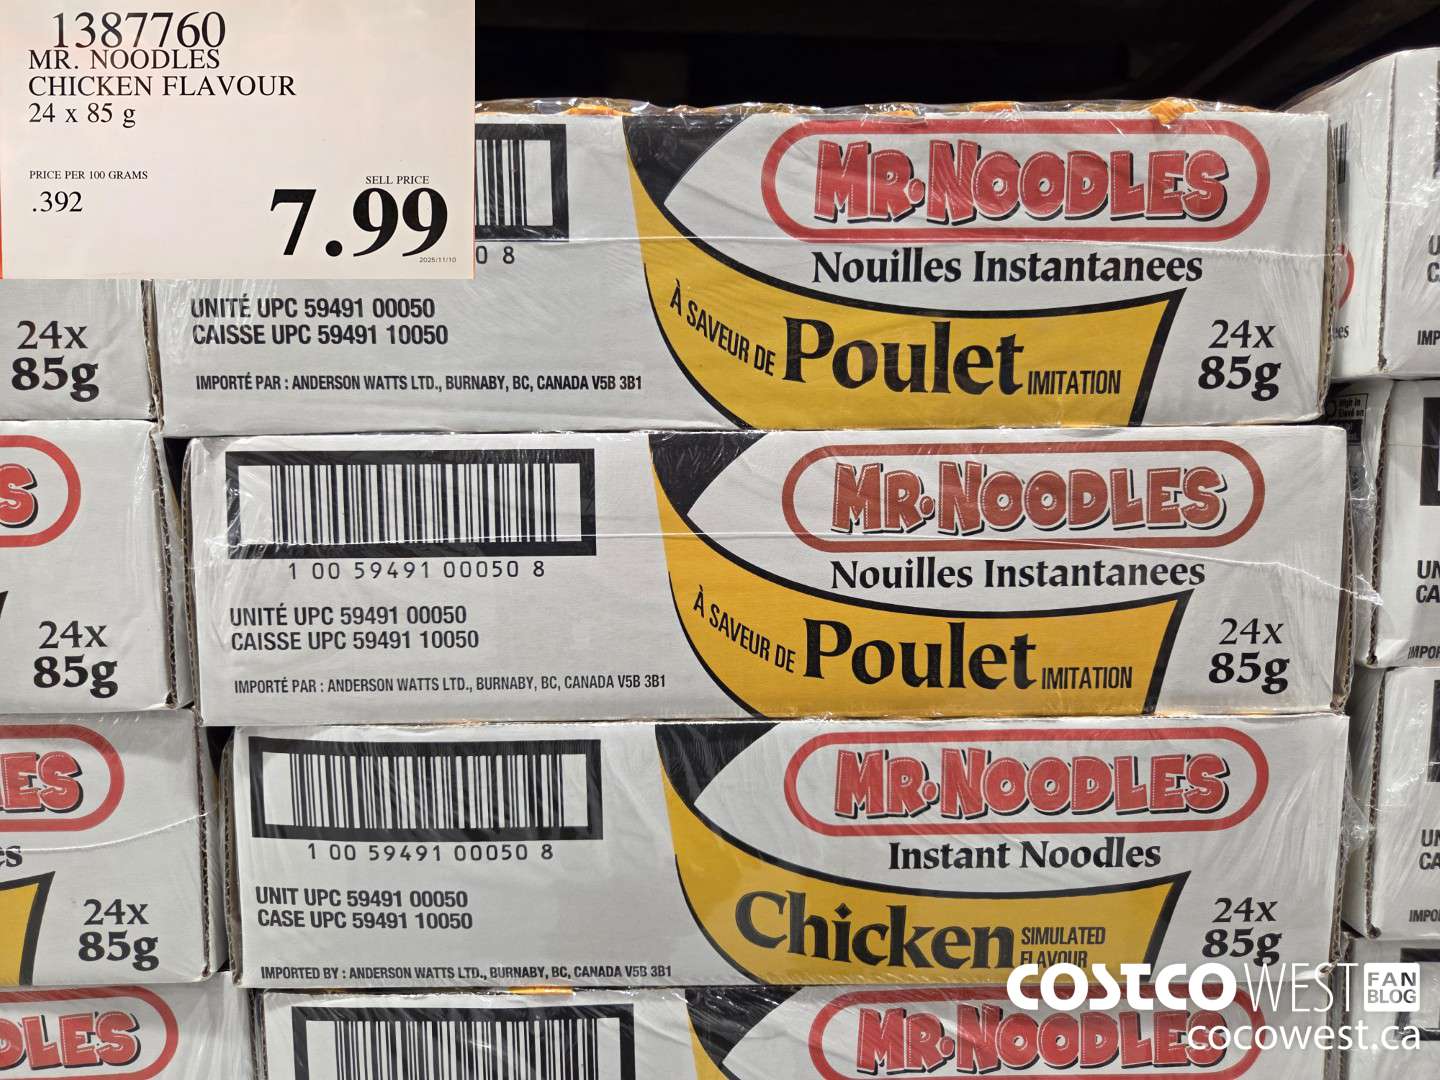 1387760
MR. NOODLES
CHICKEN FLAVOUR
24 x 85 g
PRICE PER 100 GRAMS
.392
SELL PRICE
7.99
2025/11/10
0 8
UNITÉ UPC 59491 00050
CAISSE UPC 59491 10050
IMPORTÉ PAR : ANDERSON WATTS LTD., BURNABY, BC, CANADA V5B 3B1
MR. NOODLES
Nouilles Instantanees
À SAVEUR DE Poulet IMITATION
24x
85g
24x
85g
1 00 59491 00050 8
UNITÉ UPC 59491 00050
CAISSE UPC 59491 10050
IMPORTÉ PAR : ANDERSON WATTS LTD., BURNABY, BC, CANADA V5B 3B1
MR. NOODLES
Nouilles Instantanees
À SAVEUR DE Poulet IMITATION
24x
85g
S
24x
85g
1 00 59491 00050 8
UNIT UPC 59491 00050
CASE UPC 59491 10050
IMPORTED BY : ANDERSON WATTS LTD., BURNABY, BC, CANADA V5B 3B1
MR. NOODLES
Instant Noodles
Chicken SIMULATED
FLAVOUR
24x
85g
ES
es
24x
85g
DLES
MR. NOODLES
COSTCO WEST FAN
BLOG
cocowest.ca